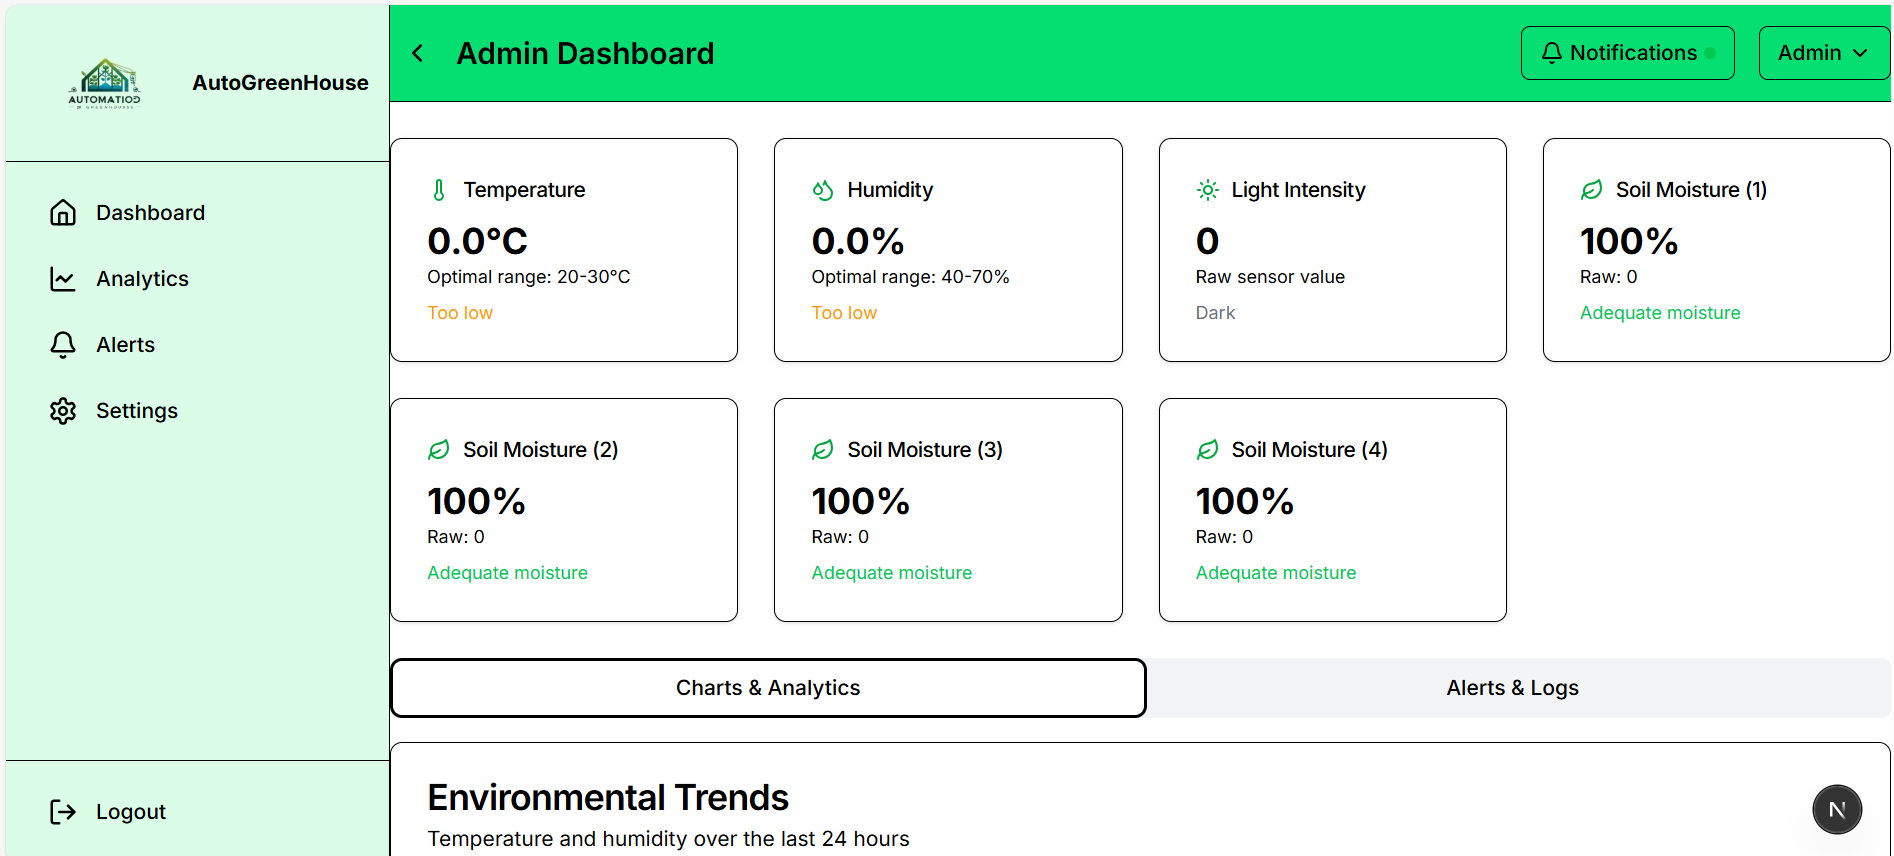 AUTOMATIOD
AutoGreenHouse
Dashboard
Analytics
Alerts
Settings
Logout
Admin Dashboard
Notifications
Admin
Temperature
0.0°C
Optimal range: 20-30°C
Too low
Humidity
0.0%
Optimal range: 40-70%
Too low
Light Intensity
0
Raw sensor value
Dark
Soil Moisture (1)
100%
Raw: 0
Adequate moisture
Soil Moisture (2)
100%
Raw: 0
Adequate moisture
Soil Moisture (3)
100%
Raw: 0
Adequate moisture
Soil Moisture (4)
100%
Raw: 0
Adequate moisture
Charts & Analytics
Alerts & Logs
Environmental Trends
Temperature and humidity over the last 24 hours
N